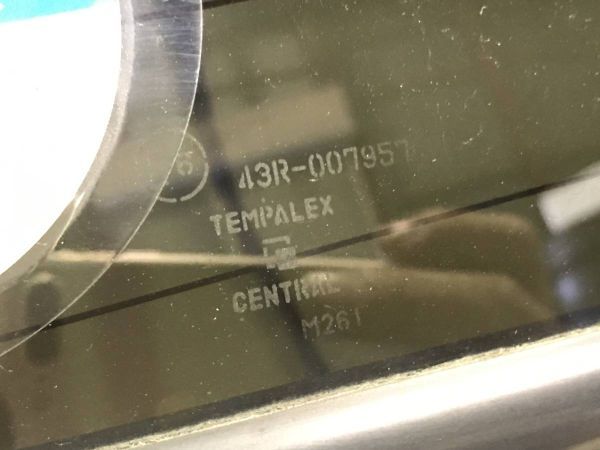 43R-007957
TEMPALEX
CENTRAL
M261